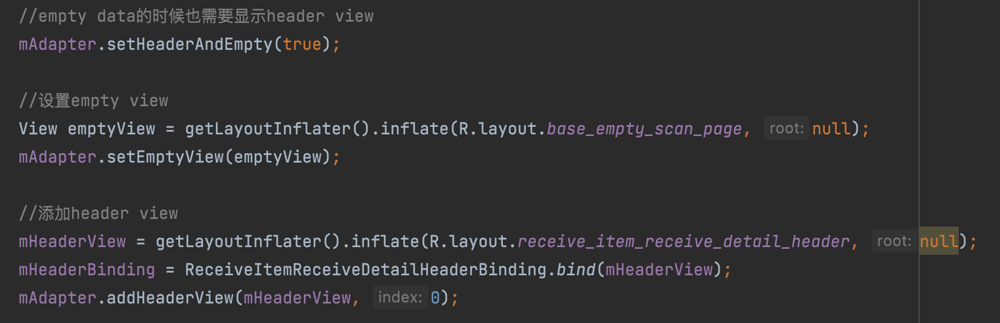 //empty data的时候也需要显示header view
mAdapter.setHeaderAndEmpty(true);
//设置empty view
View emptyView = getLayoutInflater().inflate(R.layout.base_empty_scan_page, root: null);
mAdapter.setEmptyView(emptyView);
//添加header view
mHeaderView = getLayoutInflater().inflate(R.layout.receive_item_receive_detail_header, root: null);
mHeaderBinding = ReceiveItemReceiveDetailHeaderBinding.bind(mHeaderView);
mAdapter.addHeaderView(mHeaderView, index: 0);